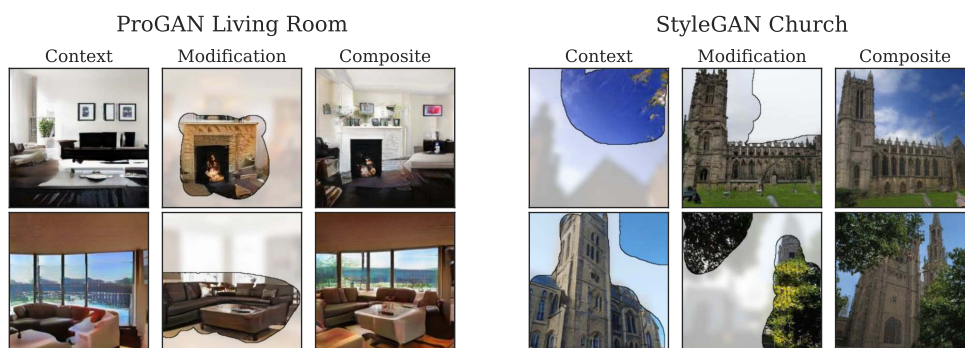 ProGAN Living Room
Context Modification Composite
StyleGAN Church
Context Modification Composite